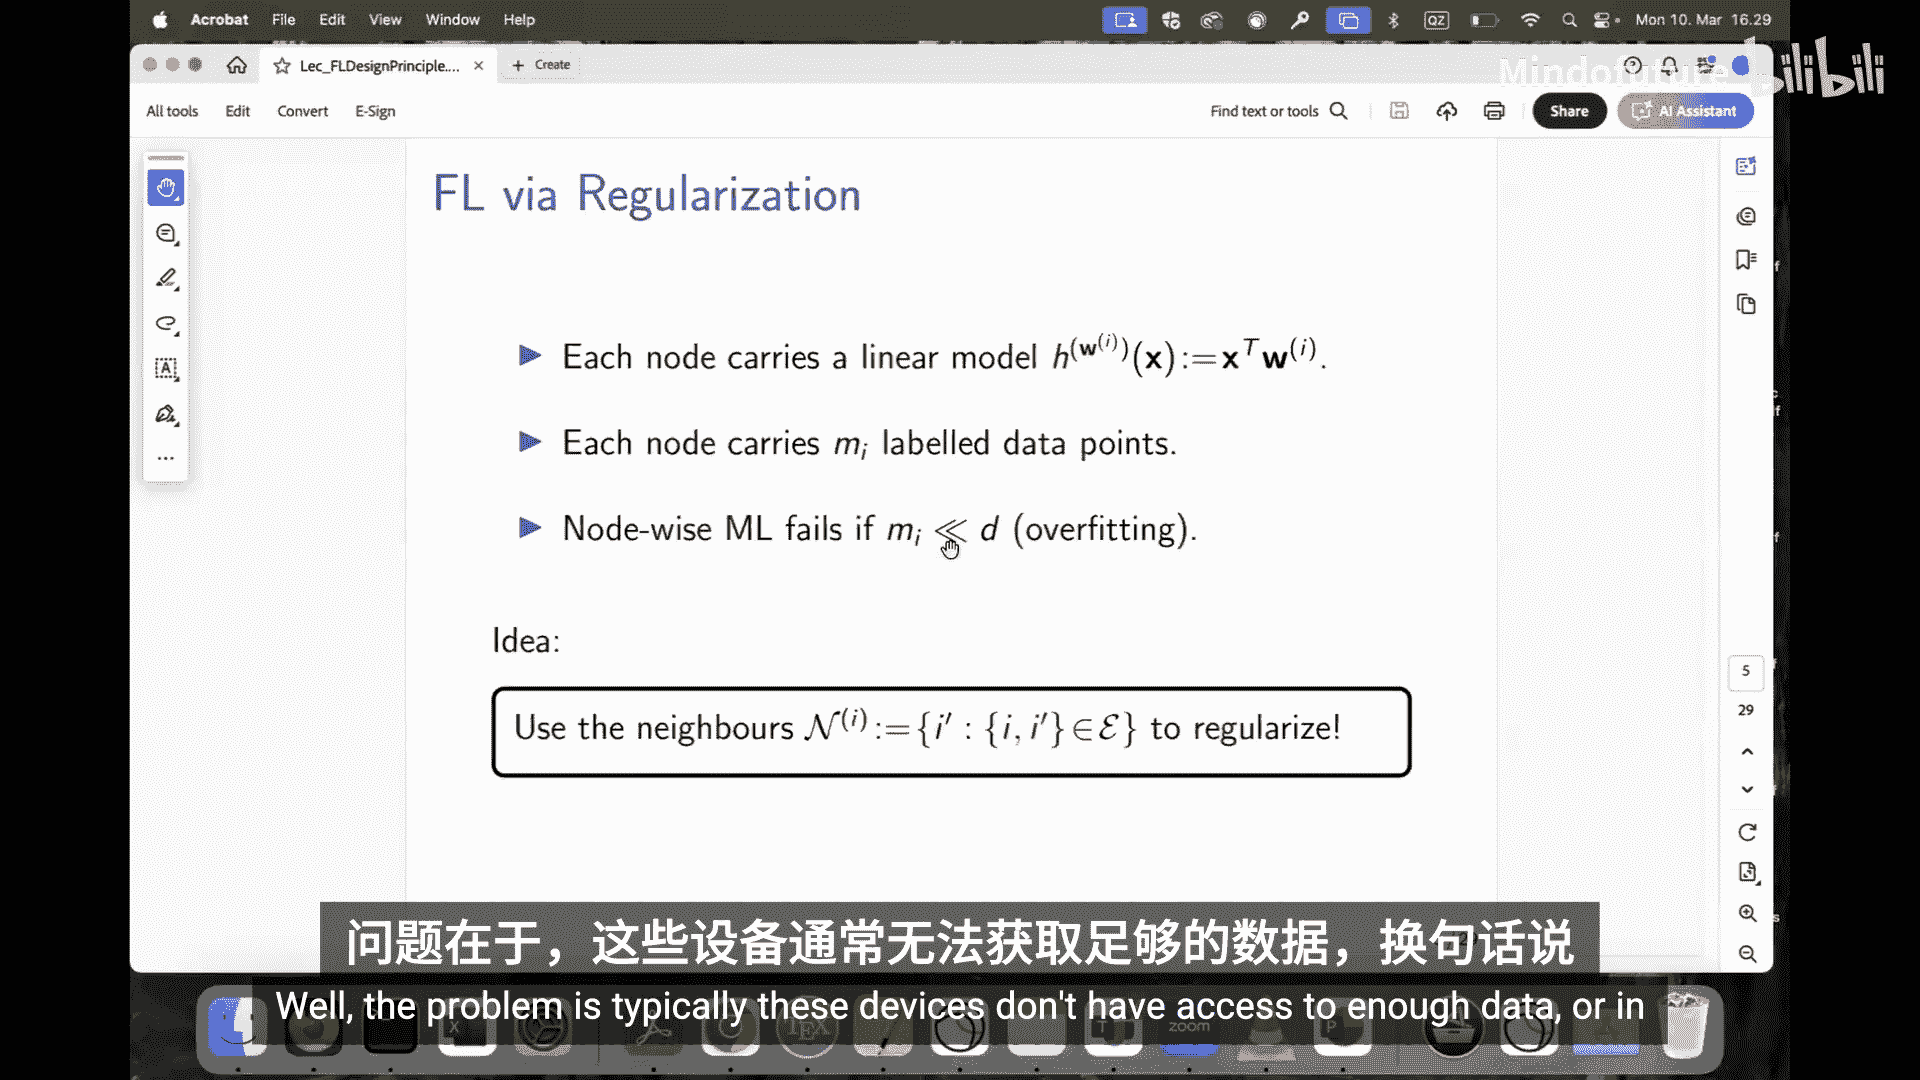 Acrobat File Edit View Window Help
QZ Mon 10. Mar 16.29
Lec_FLDesignPrinciple.... × + Create
Mindofuture bilibili
All tools Edit Convert E-Sign
Find text or tools Share AI Assistant
FL via Regularization
▶ Each node carries a linear model h^(w^(i))(x):=x^T w^(i).
▶ Each node carries m_i labelled data points.
▶ Node-wise ML fails if m_i ≪ d (overfitting).
Idea:
Use the neighbours 𝒩^(i):={i′ : {i, i′}∈ℰ} to regularize!
5
29
问题在于，这些设备通常无法获取足够的数据，换句话说
Well, the problem is typically these devices don't have access to enough data, or in
zoom